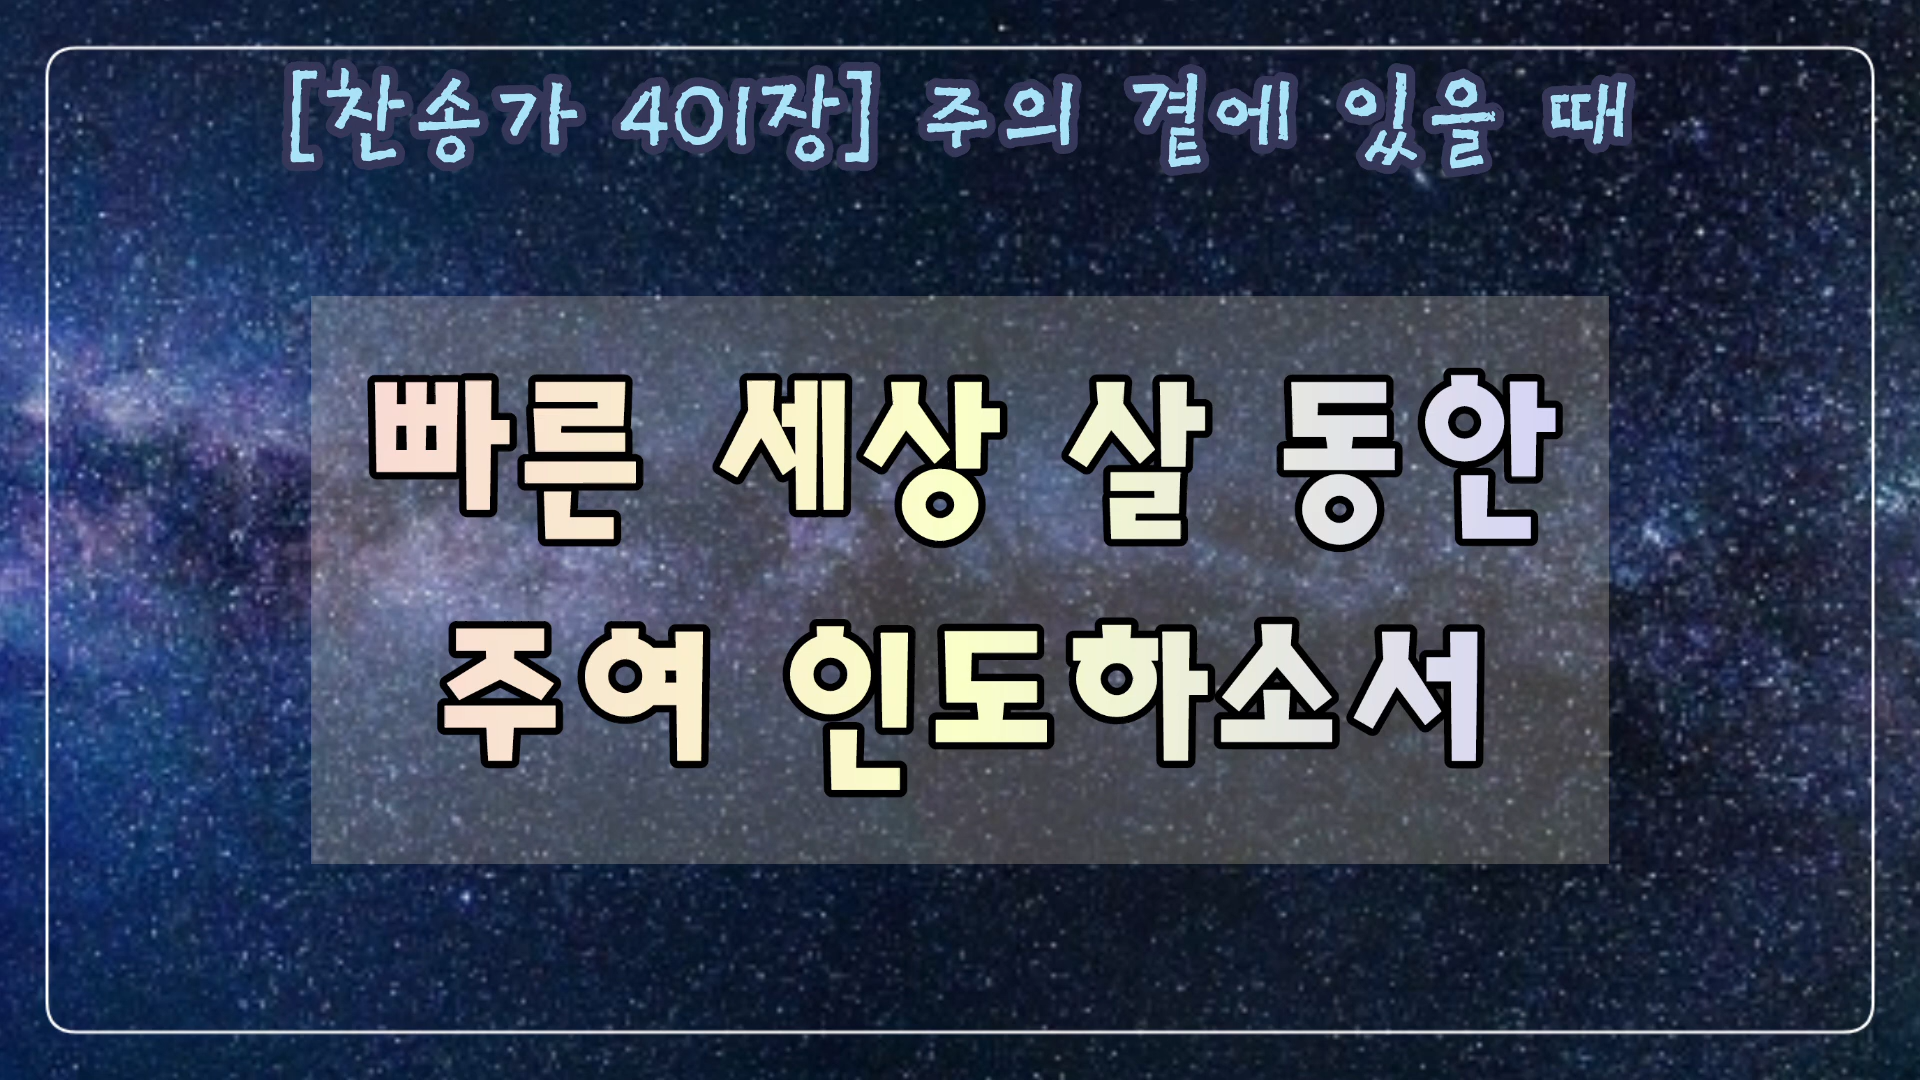 [찬송가 401장] 주의 곁에 있을 때
빠른 세상 살 동안
주여 인도하소서